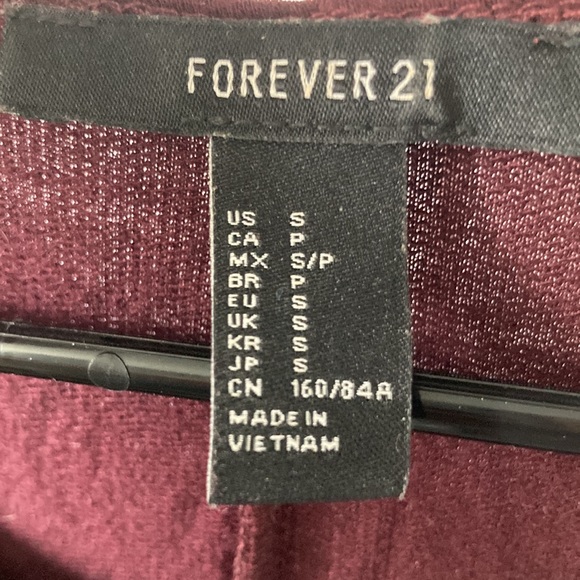 FOREVER 21
US S
CA P
MX S/P
BR P
EU S
UK S
KR S
JP S
CN 160/84A
MADE IN
VIETNAM